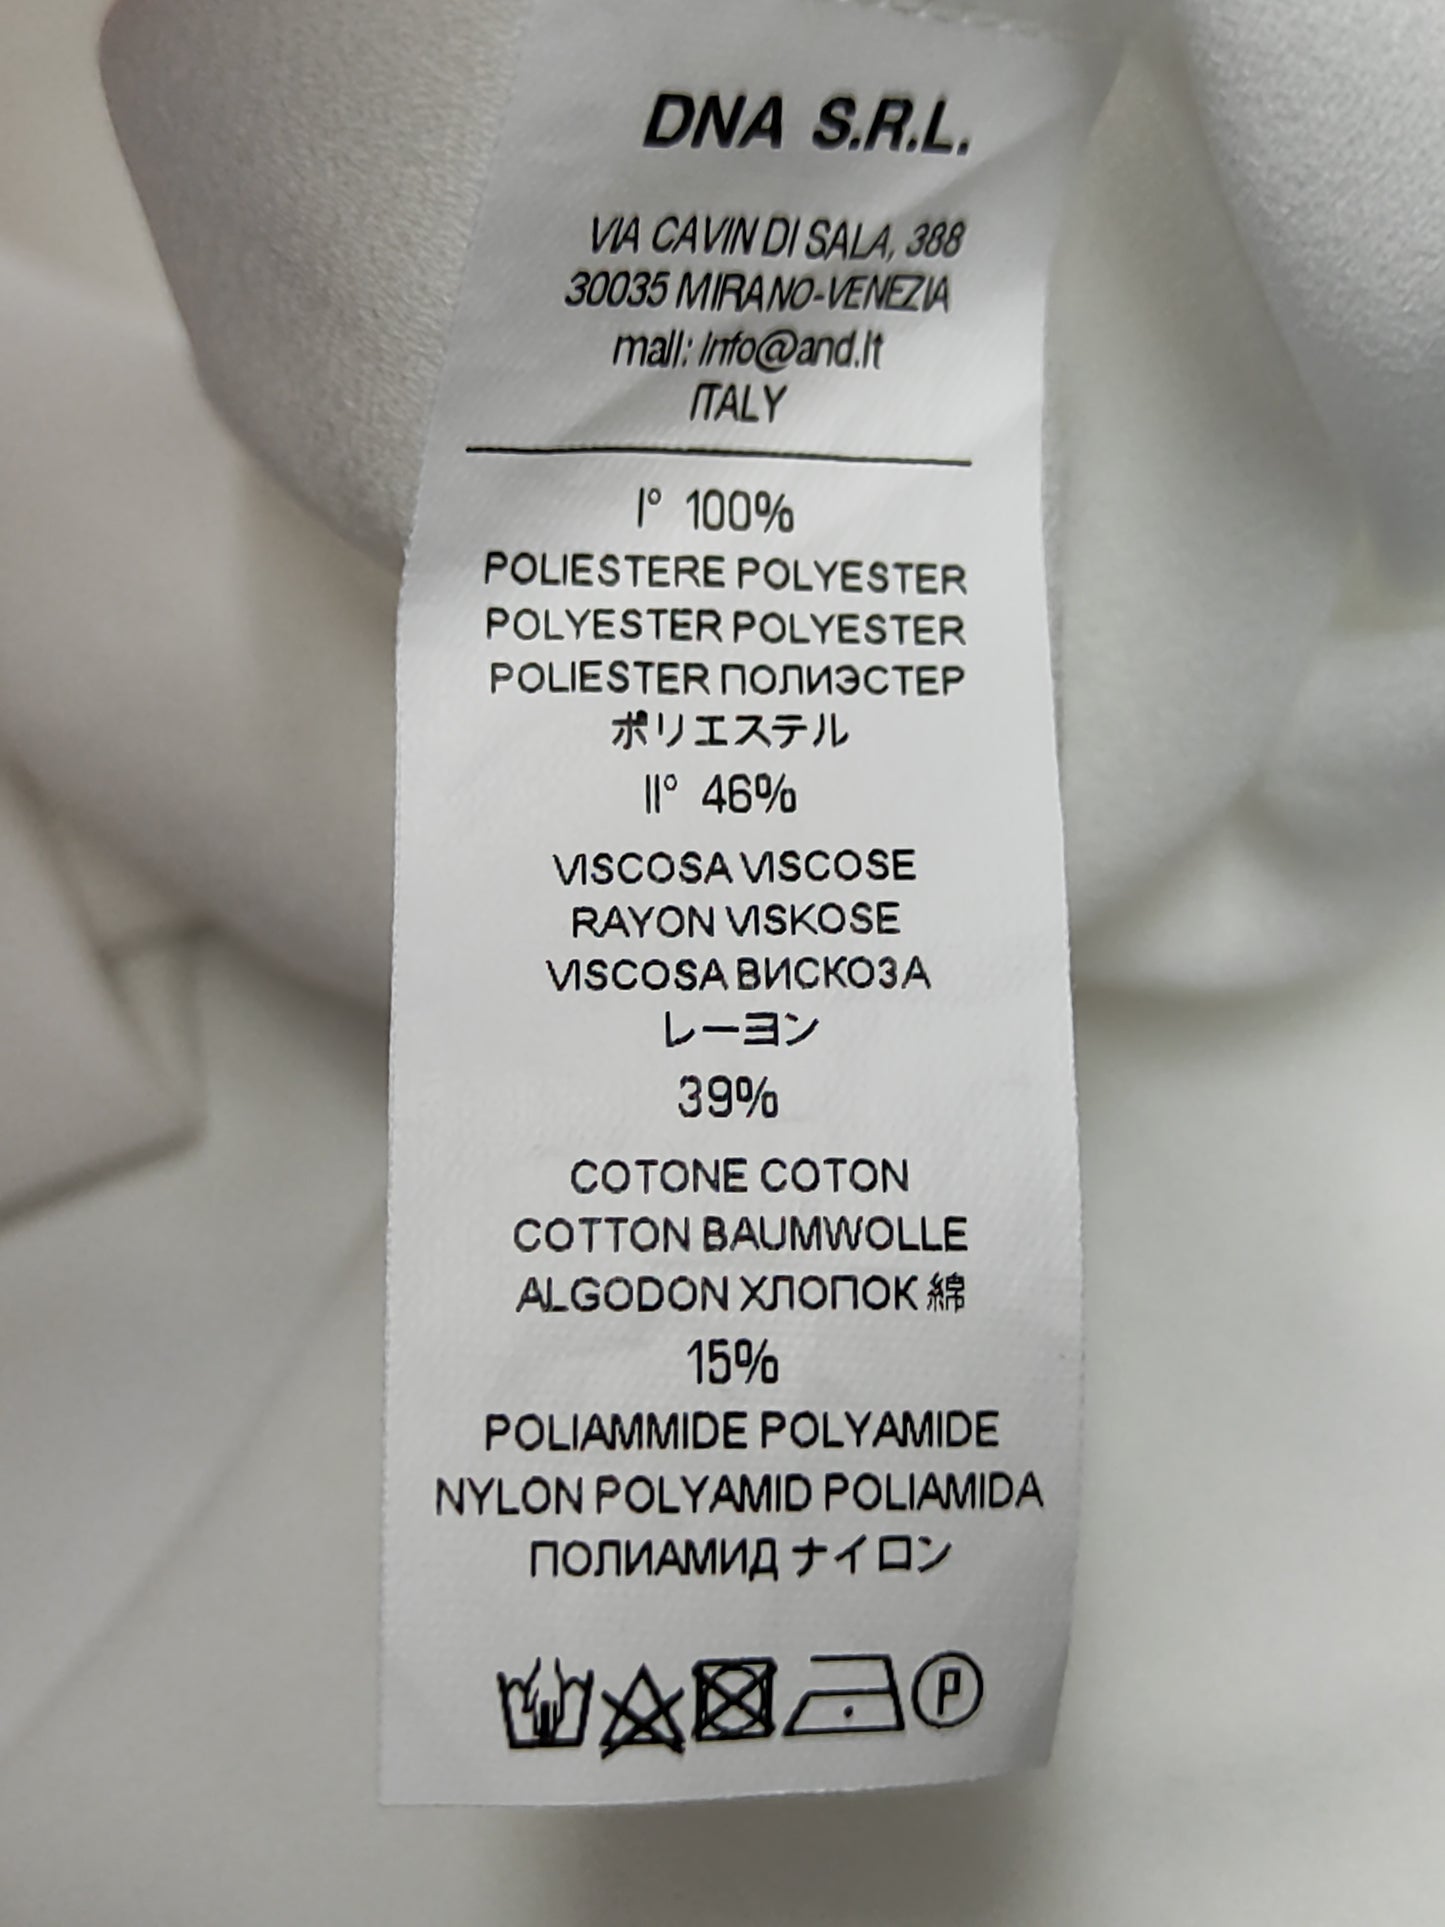 DNA S.R.L.
VIA CAVIN DI SALA, 388
30035 MIRANO-VENEZIA
mail: info@and.it
ITALY
I° 100%
POLIESTERE POLYESTER
POLYESTER POLYESTER
POLIESTER ПОЛИЭСТЕР
ポリエステル
II° 46%
VISCOSA VISCOSE
RAYON VISKOSE
VISCOSA ВИСКОЗА
レーヨン
39%
COTONE COTON
COTTON BAUMWOLLE
ALGODON ХЛОПОК 綿
15%
POLIAMMIDE POLYAMIDE
NYLON POLYAMID POLIAMIDA
ПОЛИАМИД ナイロン
P